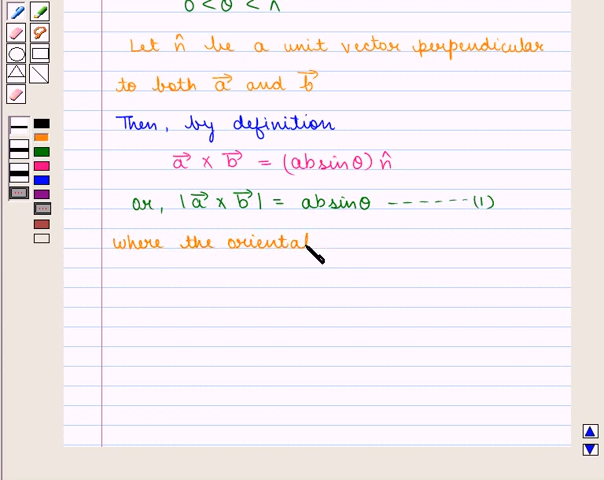 0 < θ < π
Let n̂ be a unit vector perpendicular
to both a⃗ and b⃗
Then, by definition
a⃗ × b⃗ = (ab sinθ) n̂
or, |a⃗ × b⃗| = ab sinθ ------(1)
where the oriental